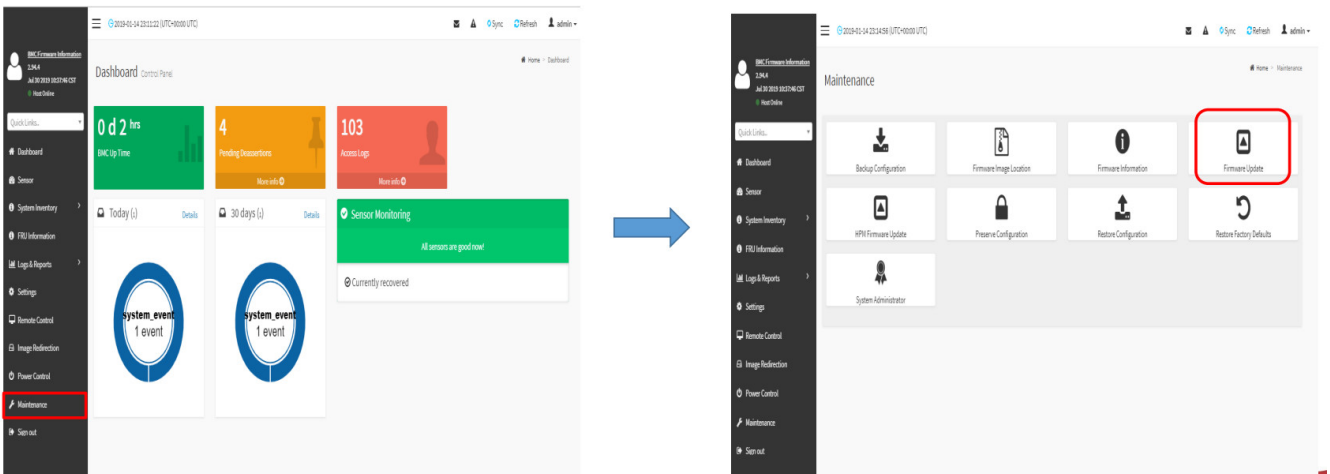 2019-01-14 23:11:22 (UTC+00:00 UTC)
Sync
Refresh
admin
BMC Firmware Information
2.94.4
Jul 30 2019 10:37:46 CST
Host Online
Quick Links...
Dashboard
Sensor
System Inventory
FRU Information
Logs & Reports
Settings
Remote Control
Image Redirection
Power Control
Maintenance
Sign out
Dashboard Control Panel
Home > Dashboard
0 d 2 hrs
BMC Up Time
4
Pending Deassertions
More info
103
Access Logs
More info
Today (1)
Details
system_event
1 event
30 days (1)
Details
system_event
1 event
Sensor Monitoring
All sensors are good now!
Currently recovered
2019-01-14 23:14:56 (UTC+00:00 UTC)
Sync
Refresh
admin
BMC Firmware Information
2.94.4
Jul 30 2019 10:37:46 CST
Host Online
Quick Links...
Dashboard
Sensor
System Inventory
FRU Information
Logs & Reports
Settings
Remote Control
Image Redirection
Power Control
Maintenance
Sign out
Maintenance
Home > Maintenance
Backup Configuration
Firmware Image Location
Firmware Information
Firmware Update
HPM Firmware Update
Preserve Configuration
Restore Configuration
Restore Factory Defaults
System Administrator